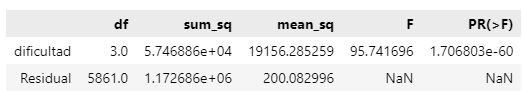 df sum_sq mean_sq F PR(>F)
dificultad 3.0 5.746886e+04 19156.285259 95.741696 1.706803e-60
Residual 5861.0 1.172686e+06 200.082996 NaN NaN